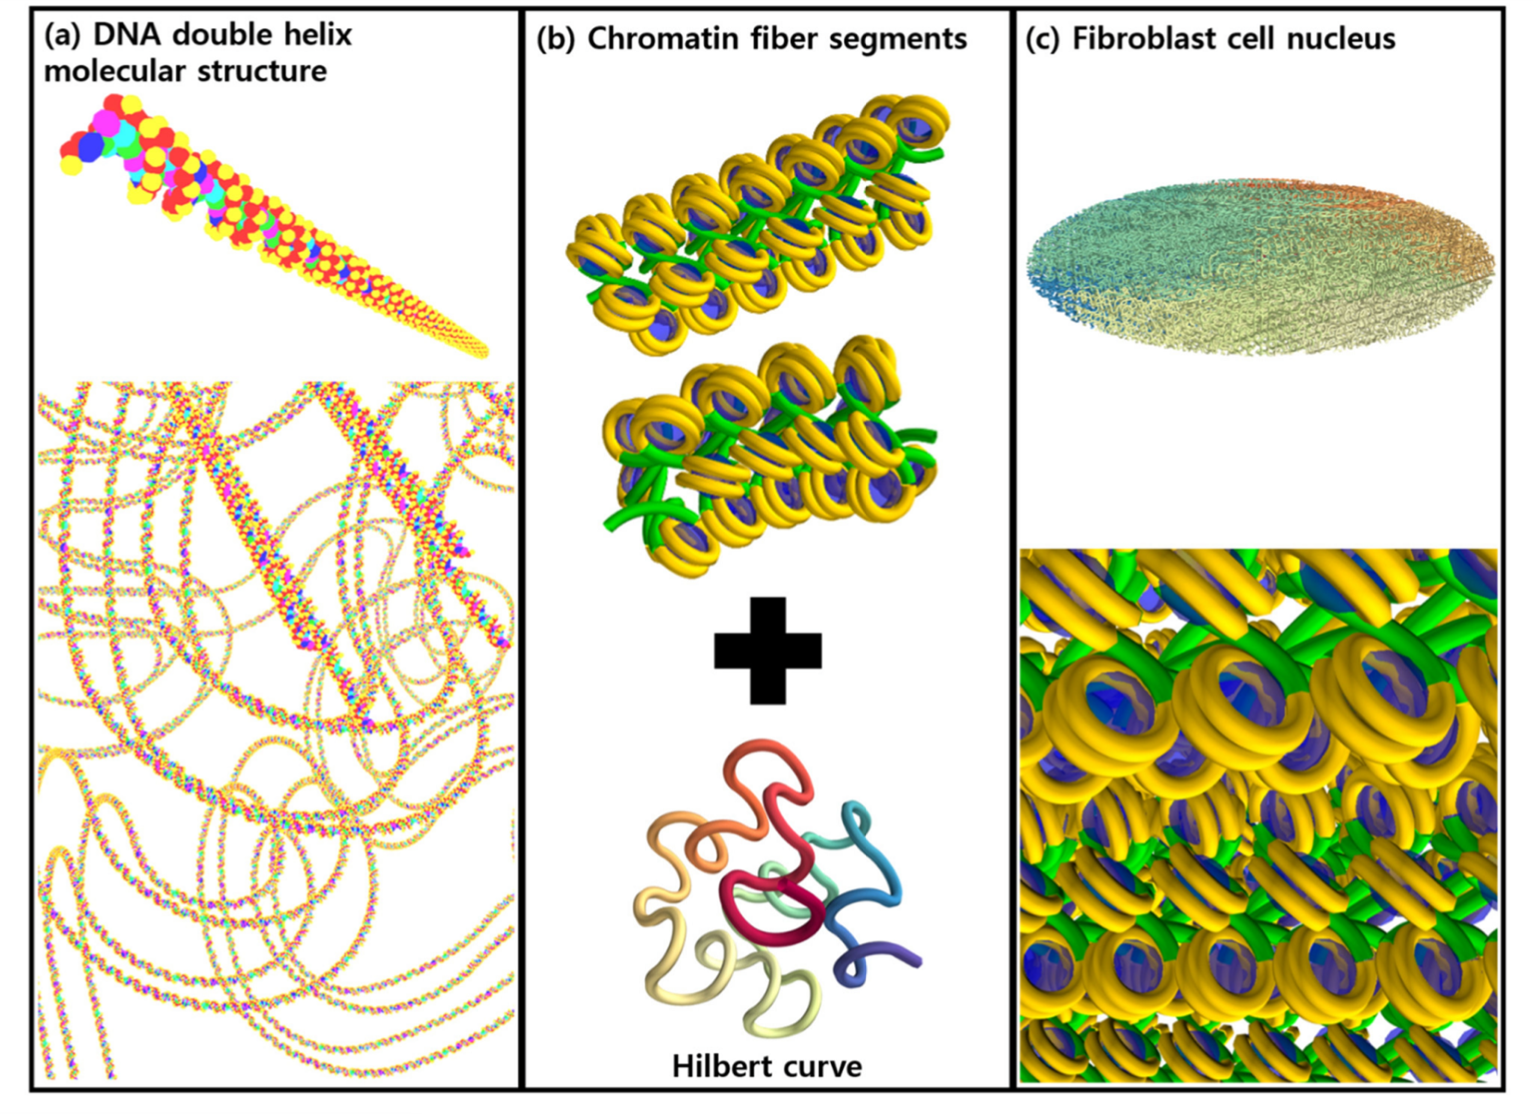 (a) DNA double helix
molecular structure
(b) Chromatin fiber segments
(c) Fibroblast cell nucleus
Hilbert curve